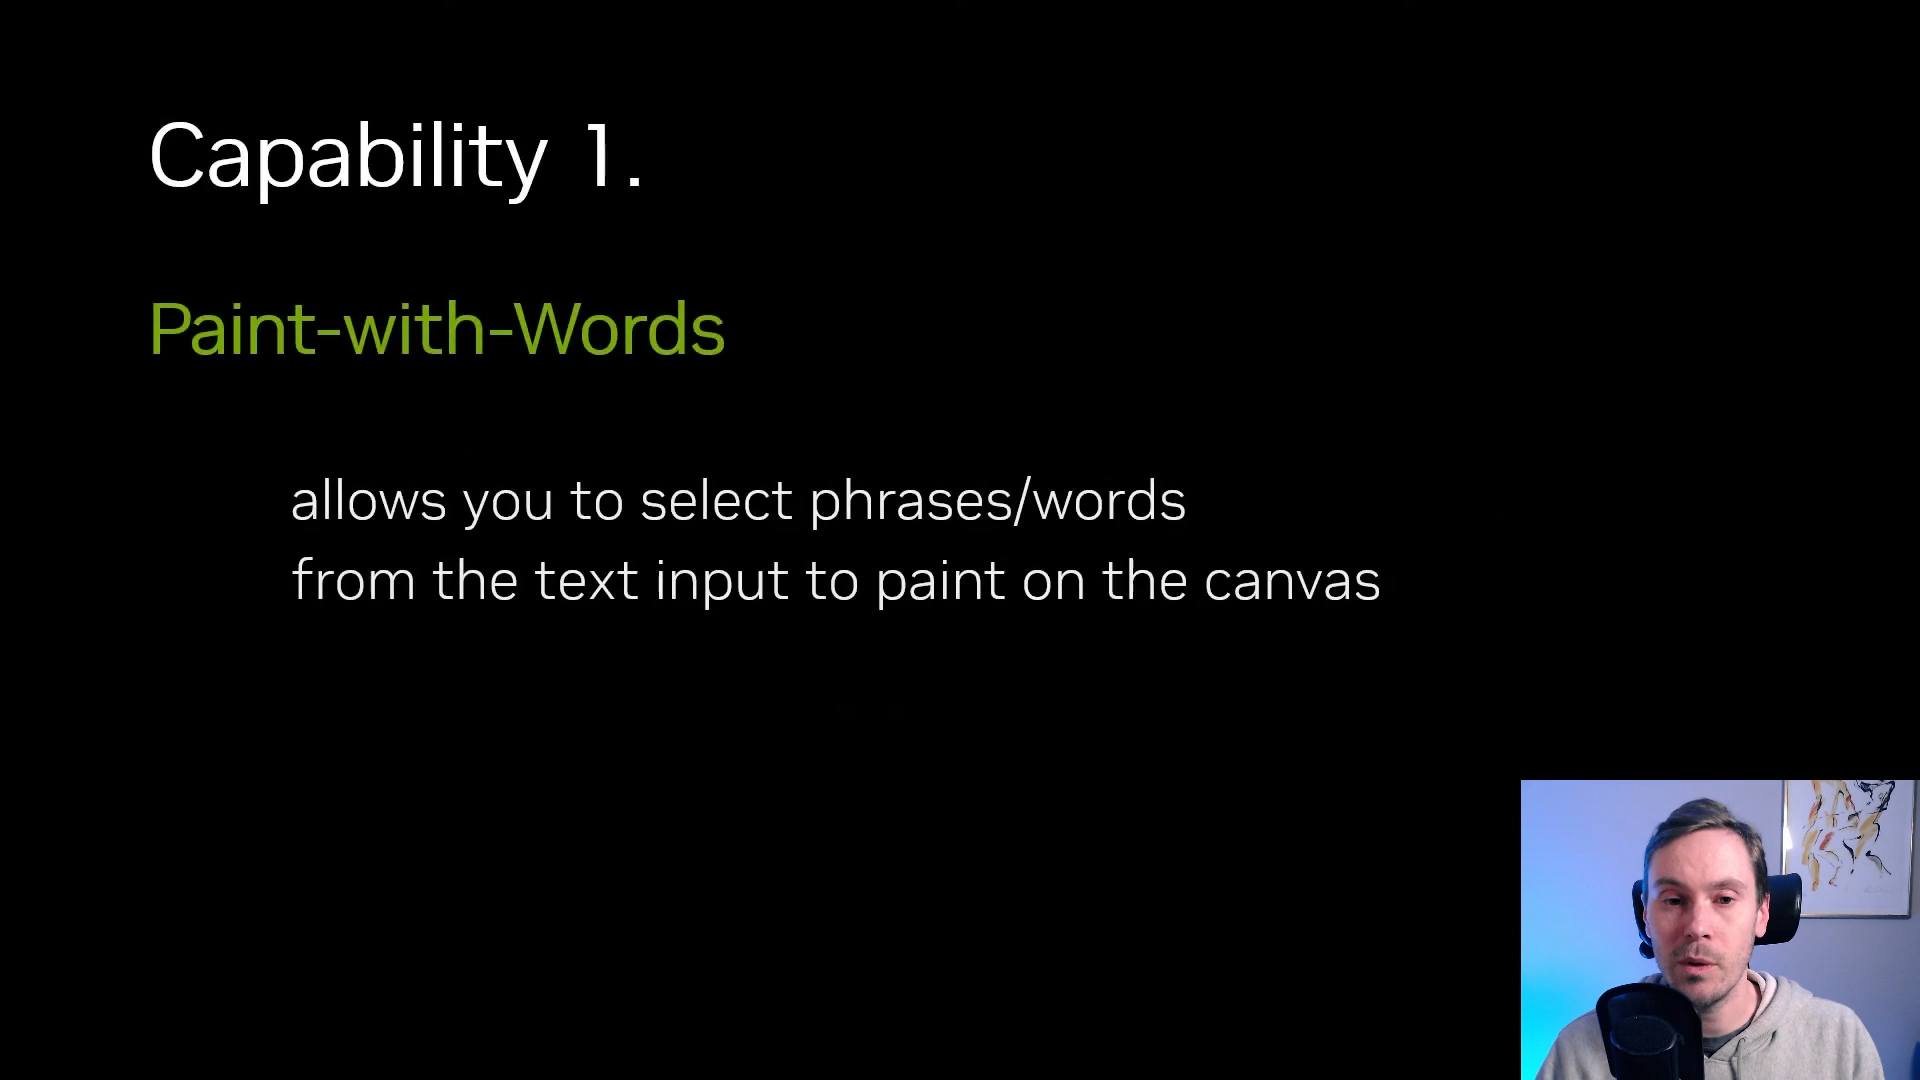 Capability 1.
Paint-with-Words
allows you to select phrases/words
from the text input to paint on the canvas